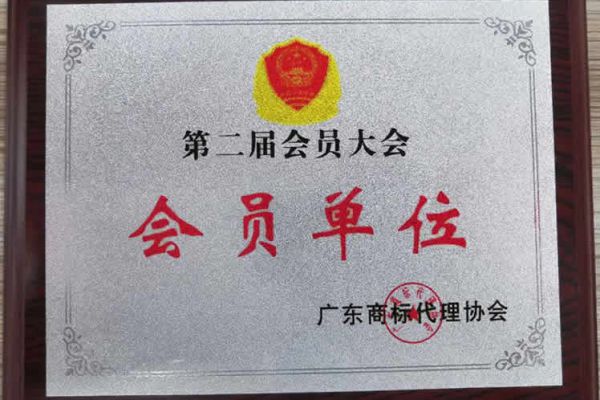 第二届会员大会
会员单位
广东商标代理协会